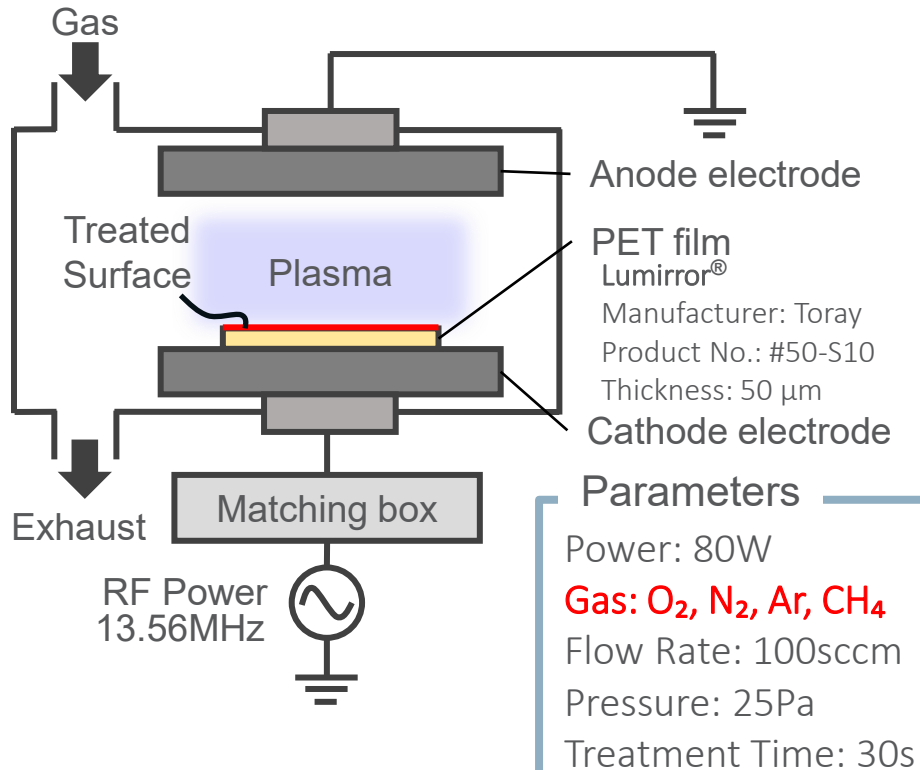 Gas
Anode electrode
Treated
Surface
Plasma
PET film
Lumirror®
Manufacturer: Toray
Product No.: #50-S10
Thickness: 50 μm
Cathode electrode
Exhaust
Matching box
RF Power
13.56MHz
Parameters
Power: 80W
Gas: O₂, N₂, Ar, CH₄
Flow Rate: 100sccm
Pressure: 25Pa
Treatment Time: 30s